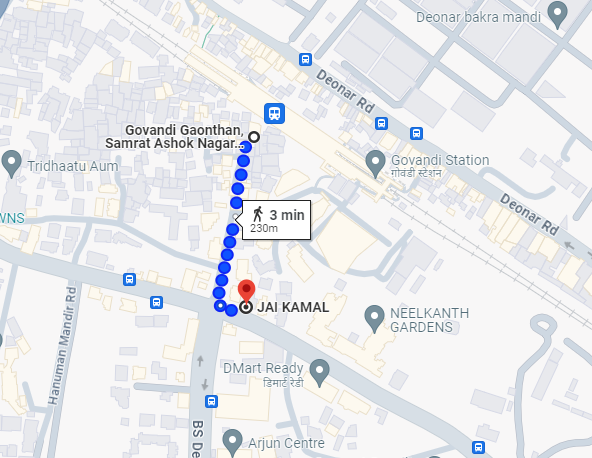 Deonar bakra mandi
Deonar Rd
Govandi Gaonthan,
Samrat Ashok Nagar...
Govandi Station
गोवंडी स्टेशन
Tridhaatu Aum
Deonar Rd
WNS
3 min
230m
JAI KAMAL
Hanuman Mandir Rd
NEELKANTH
GARDENS
DMart Ready
डिमार्ट रेडी
BS De
Arjun Centre